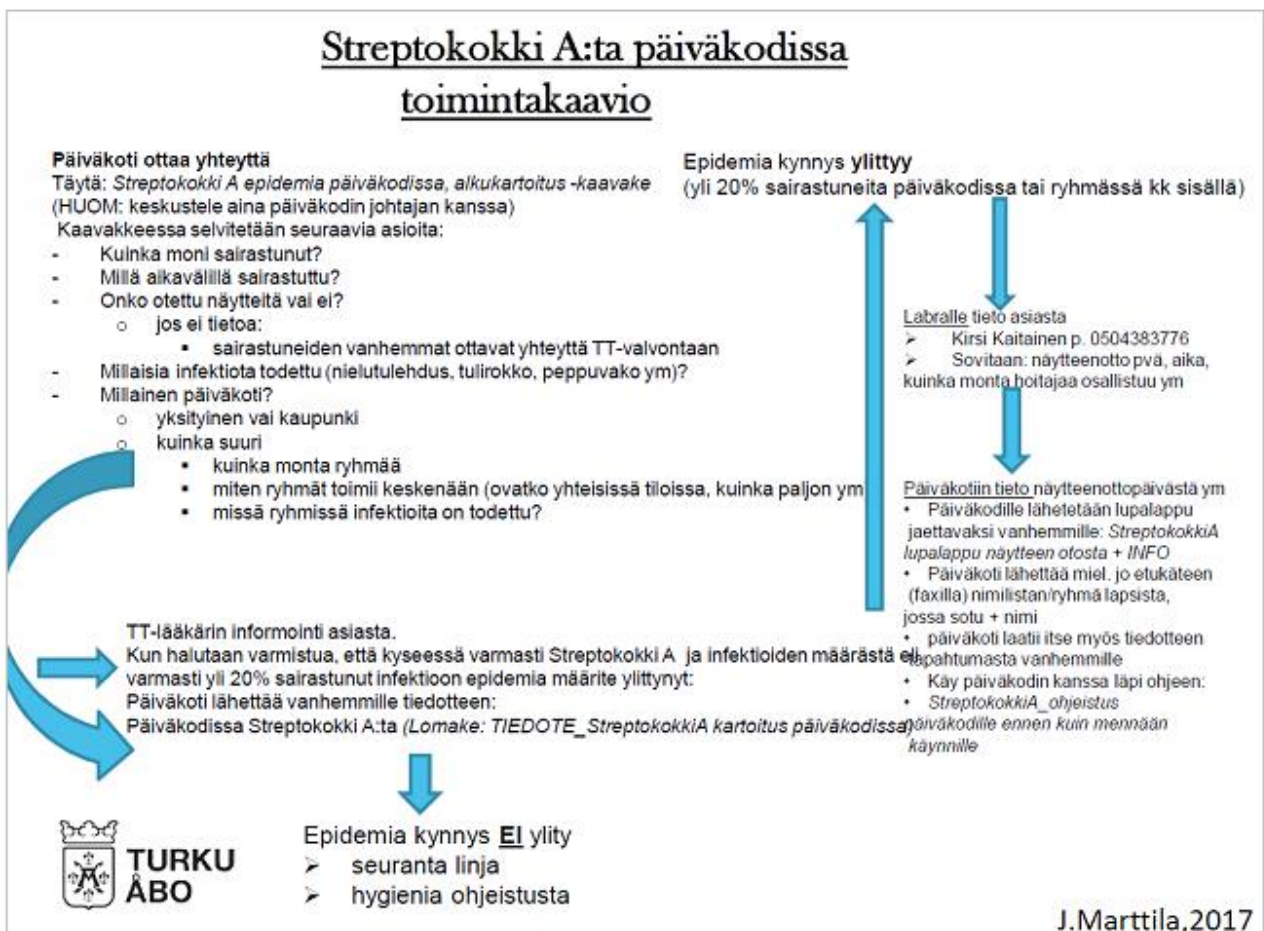 Streptokokki A:ta päiväkodissa
toimintakaavio
Päiväkoti ottaa yhteyttä
Täytä: Streptokokki A epidemia päiväkodissa, alkukartoitus -kaavake
(HUOM: keskustele aina päiväkodin johtajan kanssa)
Kaavakkeessa selvitetään seuraavia asioita:
- Kuinka moni sairastunut?
- Millä aikavälillä sairastuttu?
- Onko otettu näytteitä vai ei?
o jos ei tietoa:
▪ sairastuneiden vanhemmat ottavat yhteyttä TT-valvontaan
- Millaisia infektiota todettu (nielutulehdus, tulirokko, peppuvako ym)?
- Millainen päiväkoti?
o yksityinen vai kaupunki
o kuinka suuri
▪ kuinka monta ryhmää
▪ miten ryhmät toimii keskenään (ovatko yhteisissä tiloissa, kuinka paljon ym
▪ missä ryhmissä infektioita on todettu?
TT-lääkärin informointi asiasta.
Kun halutaan varmistua, että kyseessä varmasti Streptokokki A ja infektioiden määrästä eli
varmasti yli 20% sairastunut infektioon epidemia määrite ylittynyt:
Päiväkoti lähettää vanhemmille tiedotteen:
Päiväkodissa Streptokokki A:ta (Lomake: TIEDOTE_StreptokokkiA kartoitus päiväkodissa)
Epidemia kynnys EI ylity
➢ seuranta linja
➢ hygienia ohjeistusta
Epidemia kynnys ylittyy
(yli 20% sairastuneita päiväkodissa tai ryhmässä kk sisällä)
Labralle tieto asiasta
➢ Kirsi Kaitainen p. 0504383776
➢ Sovitaan: näytteenotto pvä, aika,
kuinka monta hoitajaa osallistuu ym
Päiväkotiin tieto näytteenottopäivästä ym
• Päiväkodille lähetetään lupalappu
jaettavaksi vanhemmille: StreptokokkiA
lupalappu näytteen otosta + INFO
• Päiväkoti lähettää miel. jo etukäteen
(faxilla) nimilistan/ryhmä lapsista,
jossa sotu + nimi
• päiväkoti laatii itse myös tiedotteen
tapahtumasta vanhemmille
• Käy päiväkodin kanssa läpi ohjeen:
• StreptokokkiA_ohjeistus
päiväkodille ennen kuin mennään
käynnille
TURKU
ÅBO
J.Marttila,2017